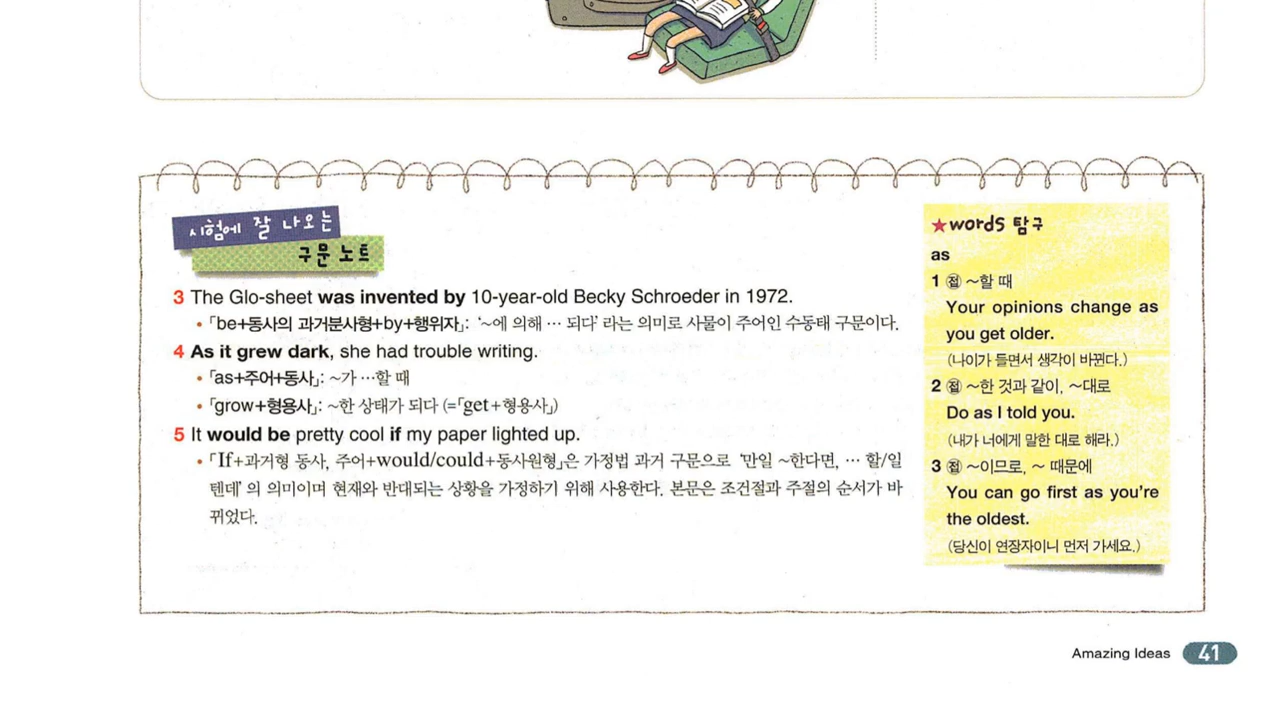 시험에 잘 나오는
구문 노트
3 The Glo-sheet was invented by 10-year-old Becky Schroeder in 1972.
• 「be+동사의 과거분사형+by+행위자」: ‘~에 의해 … 되다’ 라는 의미로 사물이 주어인 수동태 구문이다.
4 As it grew dark, she had trouble writing.
• 「as+주어+동사」: ~가 …할 때
• 「grow+형용사」: ~한 상태가 되다 (=「get+형용사」)
5 It would be pretty cool if my paper lighted up.
• 「If+과거형 동사, 주어+would/could+동사원형」은 가정법 과거 구문으로 ‘만일 ~한다면, … 할/일
텐데’ 의 의미이며 현재와 반대되는 상황을 가정하기 위해 사용한다. 본문은 조건절과 주절의 순서가 바
뀌었다.
★words 탐구
as
1 접 ~할 때
Your opinions change as
you get older.
(나이가 들면서 생각이 바뀐다.)
2 접 ~한 것과 같이, ~대로
Do as I told you.
(내가 너에게 말한 대로 해라.)
3 접 ~이므로, ~ 때문에
You can go first as you're
the oldest.
(당신이 연장자이니 먼저 가세요.)
Amazing Ideas 41